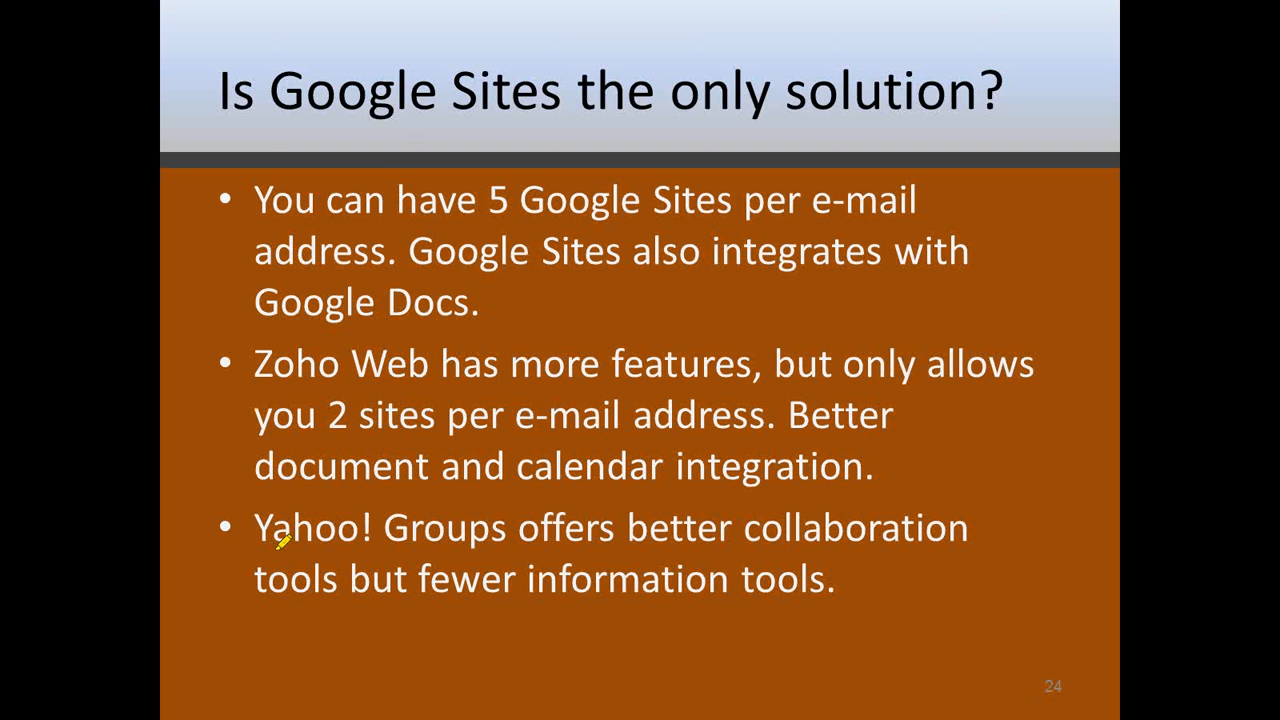 Is Google Sites the only solution?
• You can have 5 Google Sites per e-mail
address. Google Sites also integrates with
Google Docs.
• Zoho Web has more features, but only allows
you 2 sites per e-mail address. Better
document and calendar integration.
• Yahoo! Groups offers better collaboration
tools but fewer information tools.
24